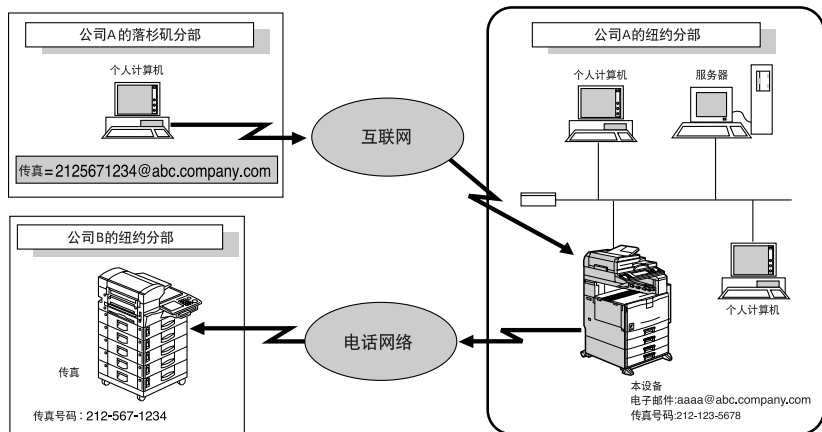 公司A的落杉矶分部
个人计算机
传真=2125671234@abc.company.com
互联网
公司A的纽约分部
个人计算机
服务器
个人计算机
本设备
电子邮件:aaaa@abc.company.com
传真号码:212-123-5678
公司B的纽约分部
传真
传真号码：212-567-1234
电话网络